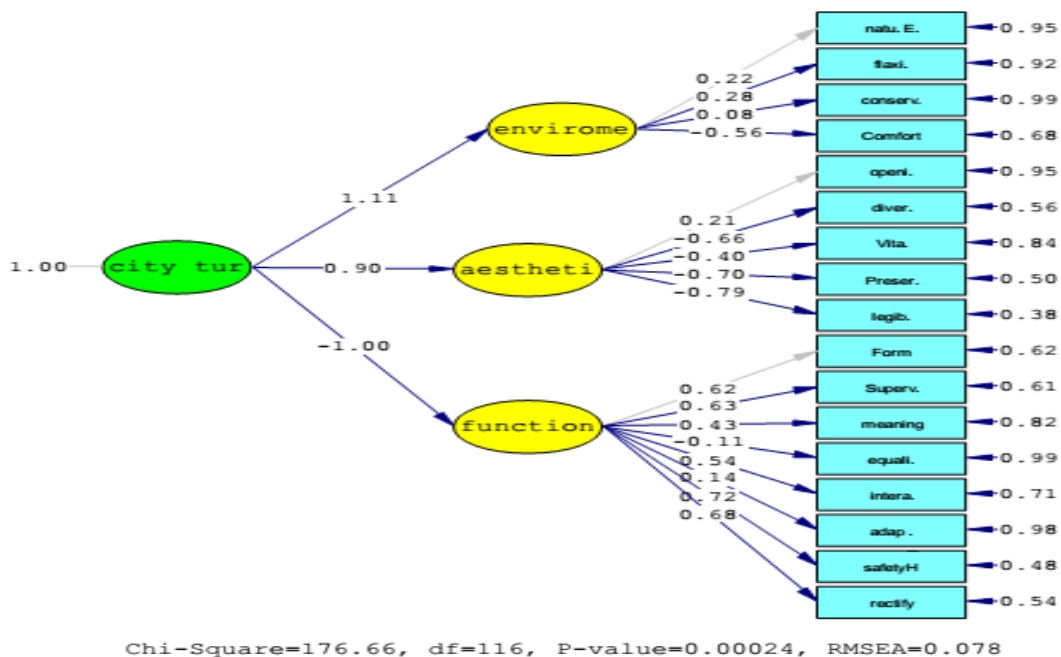 natu. E.
0.95
flaxi.
0.92
conserv.
0.99
Comfort
0.68
openi.
0.95
diver.
0.56
Vita.
0.84
Preser.
0.50
legib.
0.38
Form
0.62
Superv.
0.61
meaning
0.82
equali.
0.99
intera.
0.71
adap.
0.98
safetyH
0.48
rectify
0.54
0.22
0.28
0.08
-0.56
envirome
1.11
0.21
-0.66
-0.40
-0.70
-0.79
1.00
city tur
0.90
aestheti
-1.00
0.62
0.63
0.43
-0.11
0.54
0.14
0.72
0.68
function
Chi-Square=176.66, df=116, P-value=0.00024, RMSEA=0.078